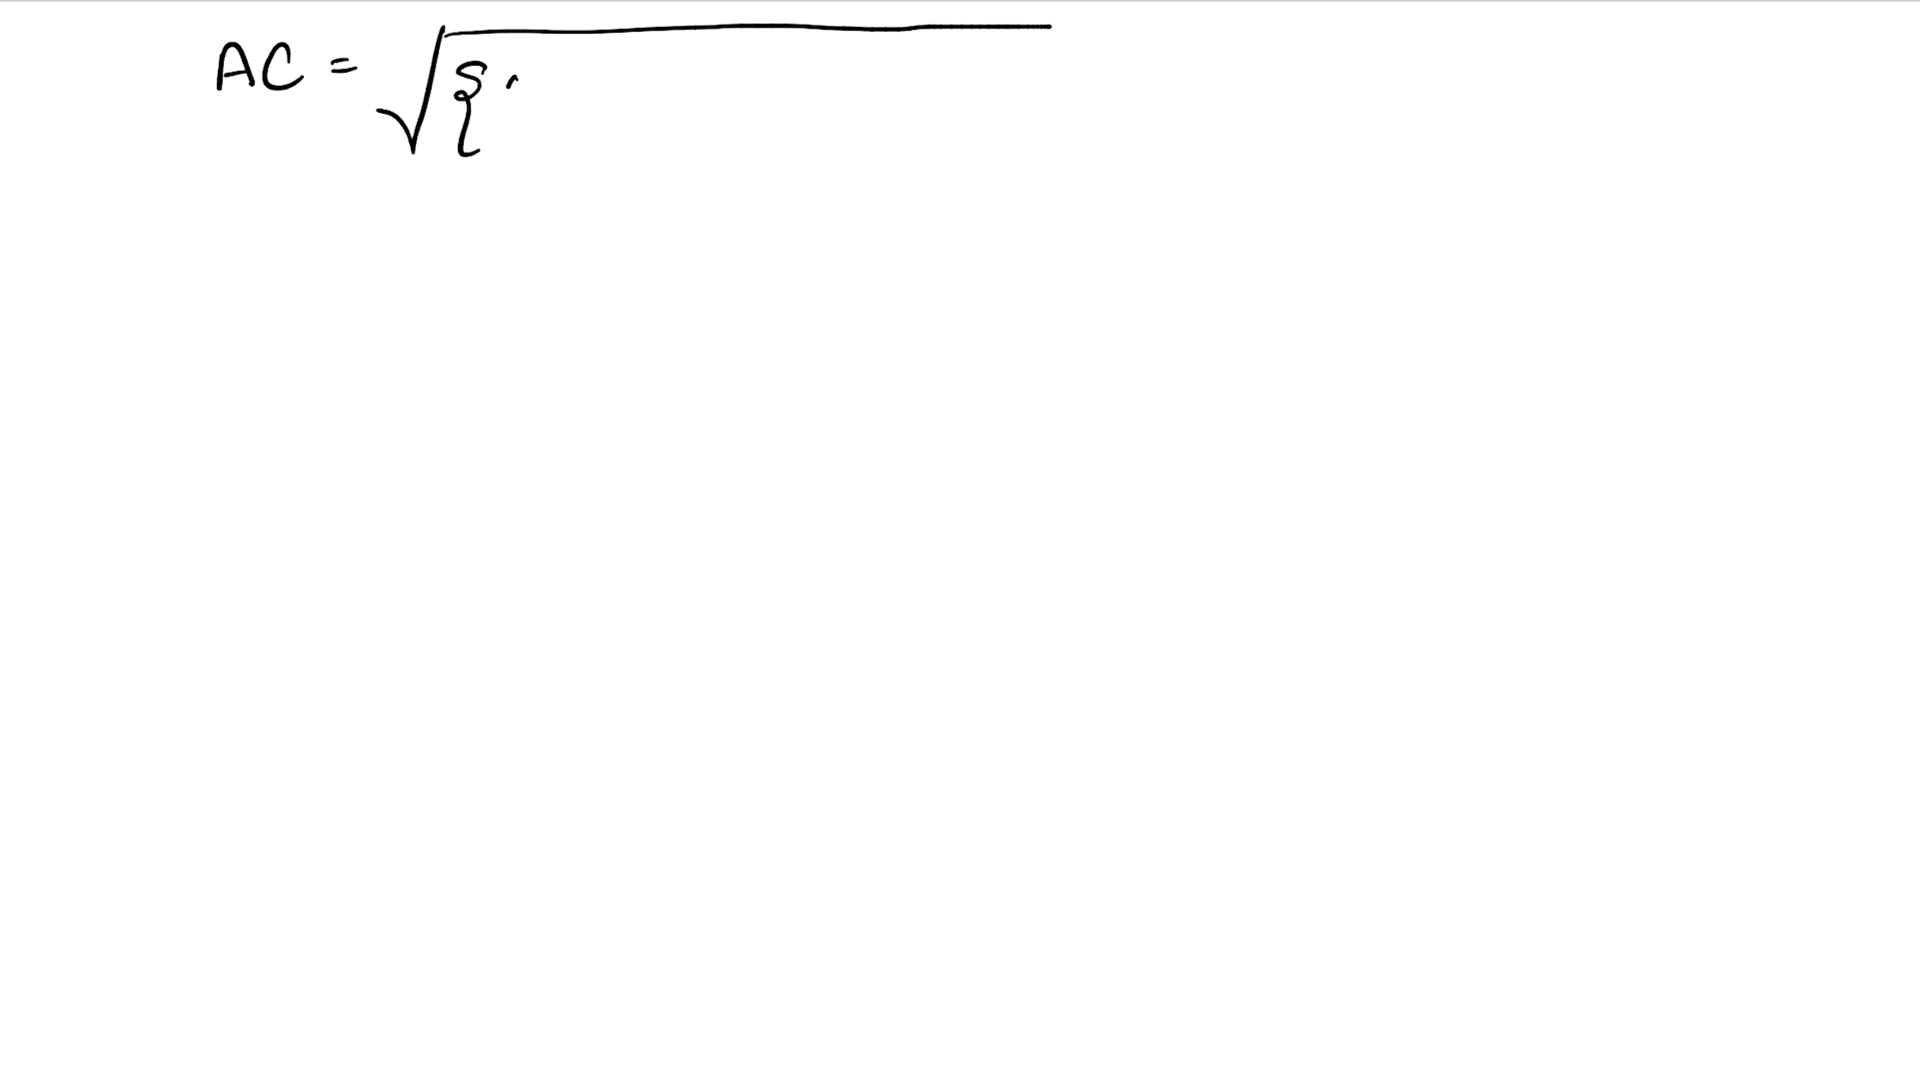 AC = √{